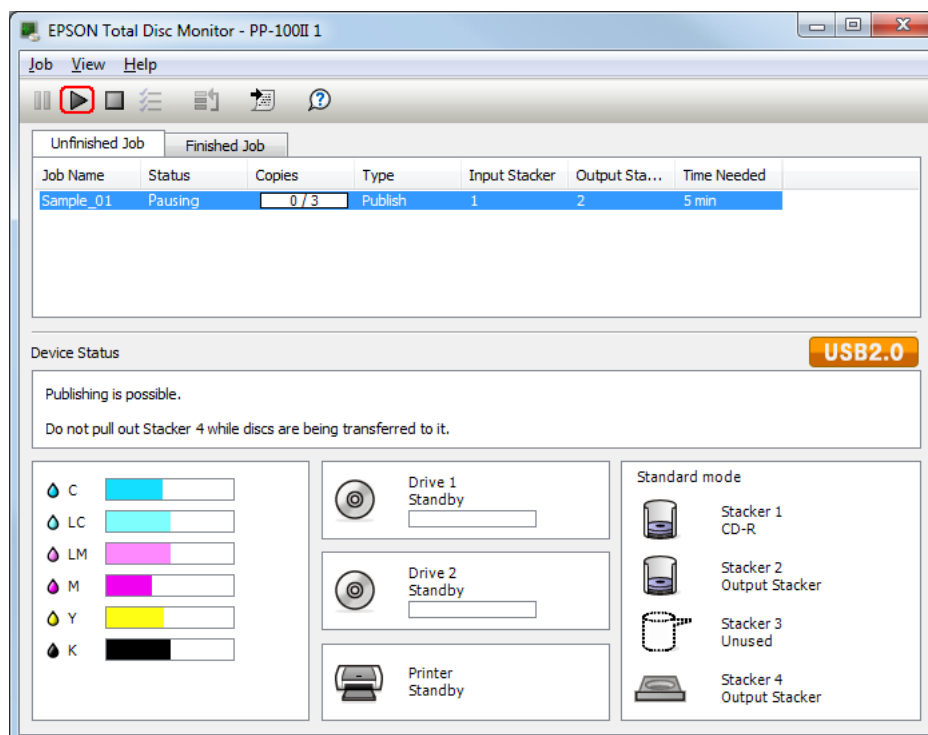 EPSON Total Disc Monitor - PP-100II 1
Job View Help
Unfinished Job Finished Job
Job Name Status Copies Type Input Stacker Output Sta... Time Needed
Sample_01 Pausing 0 / 3 Publish 1 2 5 min
Device Status
USB2.0
Publishing is possible.
Do not pull out Stacker 4 while discs are being transferred to it.
C
LC
LM
M
Y
K
Drive 1
Standby
Drive 2
Standby
Printer
Standby
Standard mode
Stacker 1
CD-R
Stacker 2
Output Stacker
Stacker 3
Unused
Stacker 4
Output Stacker